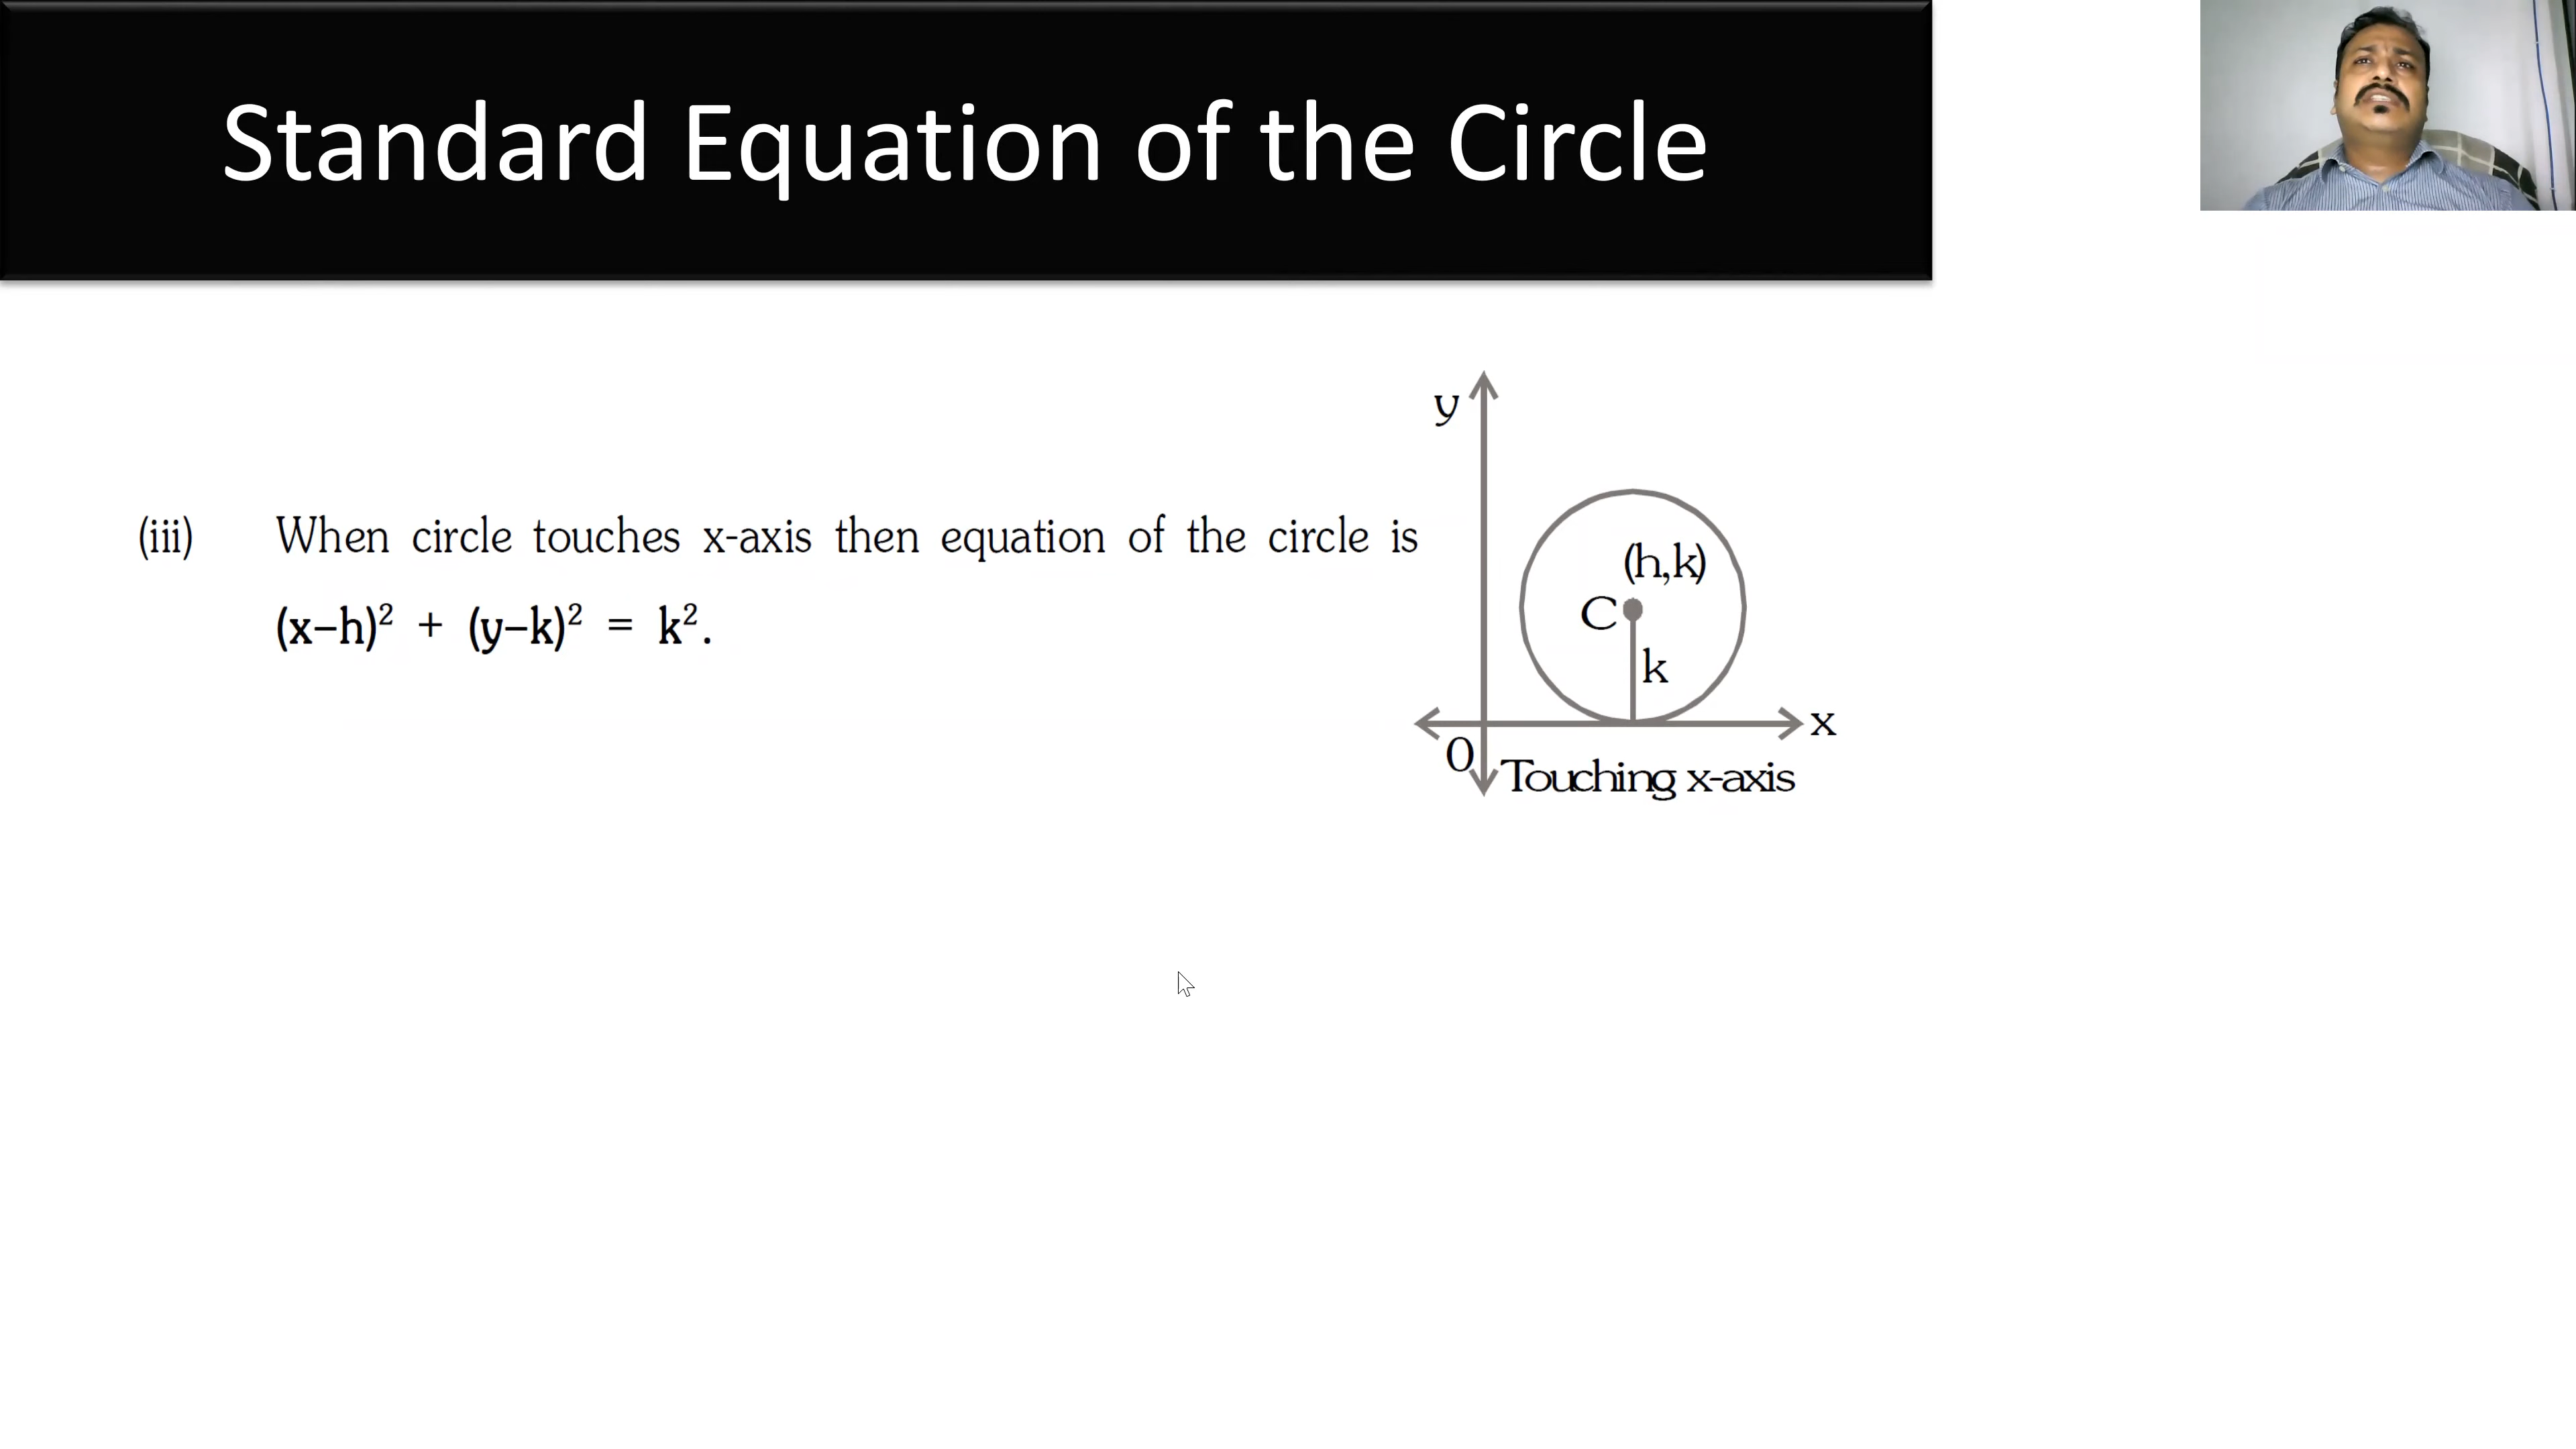 Standard Equation of the Circle
(iii) When circle touches x-axis then equation of the circle is
(x–h)² + (y–k)² = k².
y
(h,k)
C
k
x
0
Touching x-axis